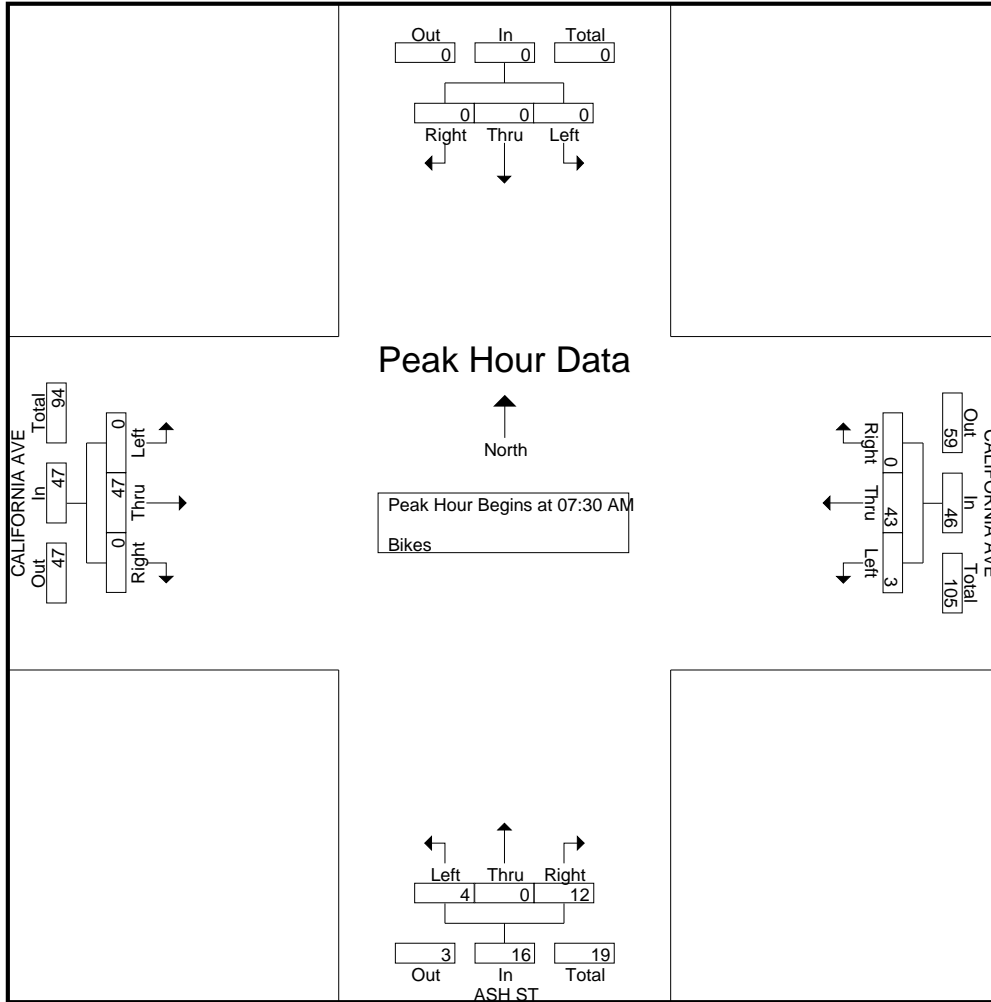 Out In Total
0 0 0
0 0 0
Right Thru Left
Peak Hour Data
North
Peak Hour Begins at 07:30 AM
Bikes
CALIFORNIA AVE
Total In Out
94 47 47
0 47 0
Left Thru Right
CALIFORNIA AVE
Out In Total
59 46 105
0 43 3
Right Thru Left
Left Thru Right
4 0 12
3 16 19
Out In Total
ASH ST